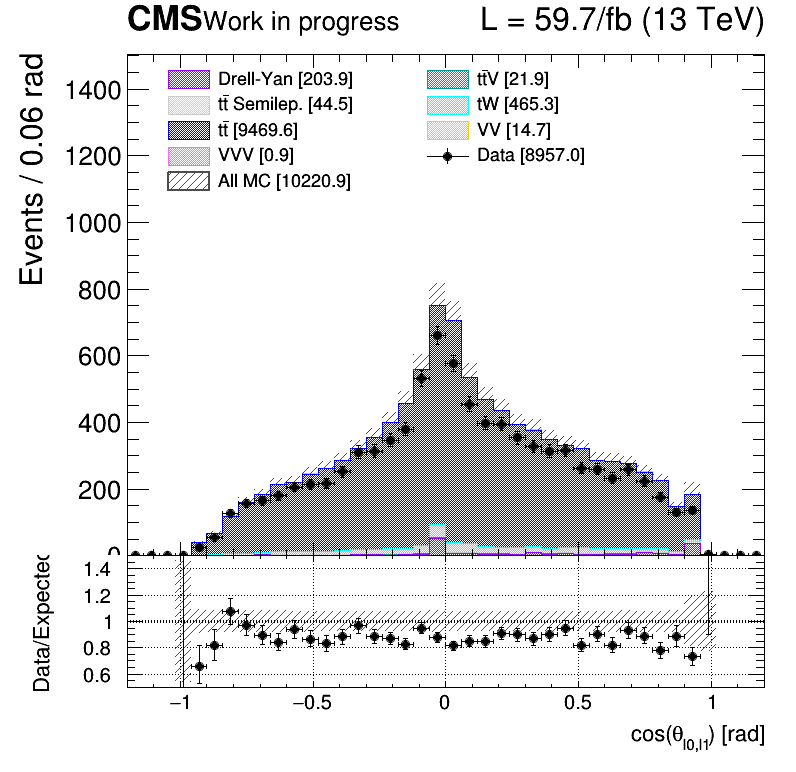 CMS Work in progress L = 59.7/fb (13 TeV)
Events / 0.06 rad
1400
1200
1000
800
600
400
200
0
Drell-Yan [203.9]
tt̄ Semilep. [44.5]
tt̄ [9469.6]
VVV [0.9]
All MC [10220.9]
tt̄V [21.9]
tW [465.3]
VV [14.7]
Data [8957.0]
Data/Expected
1.4
1.2
1
0.8
0.6
−1 −0.5 0 0.5 1
cos(θl0,l1) [rad]